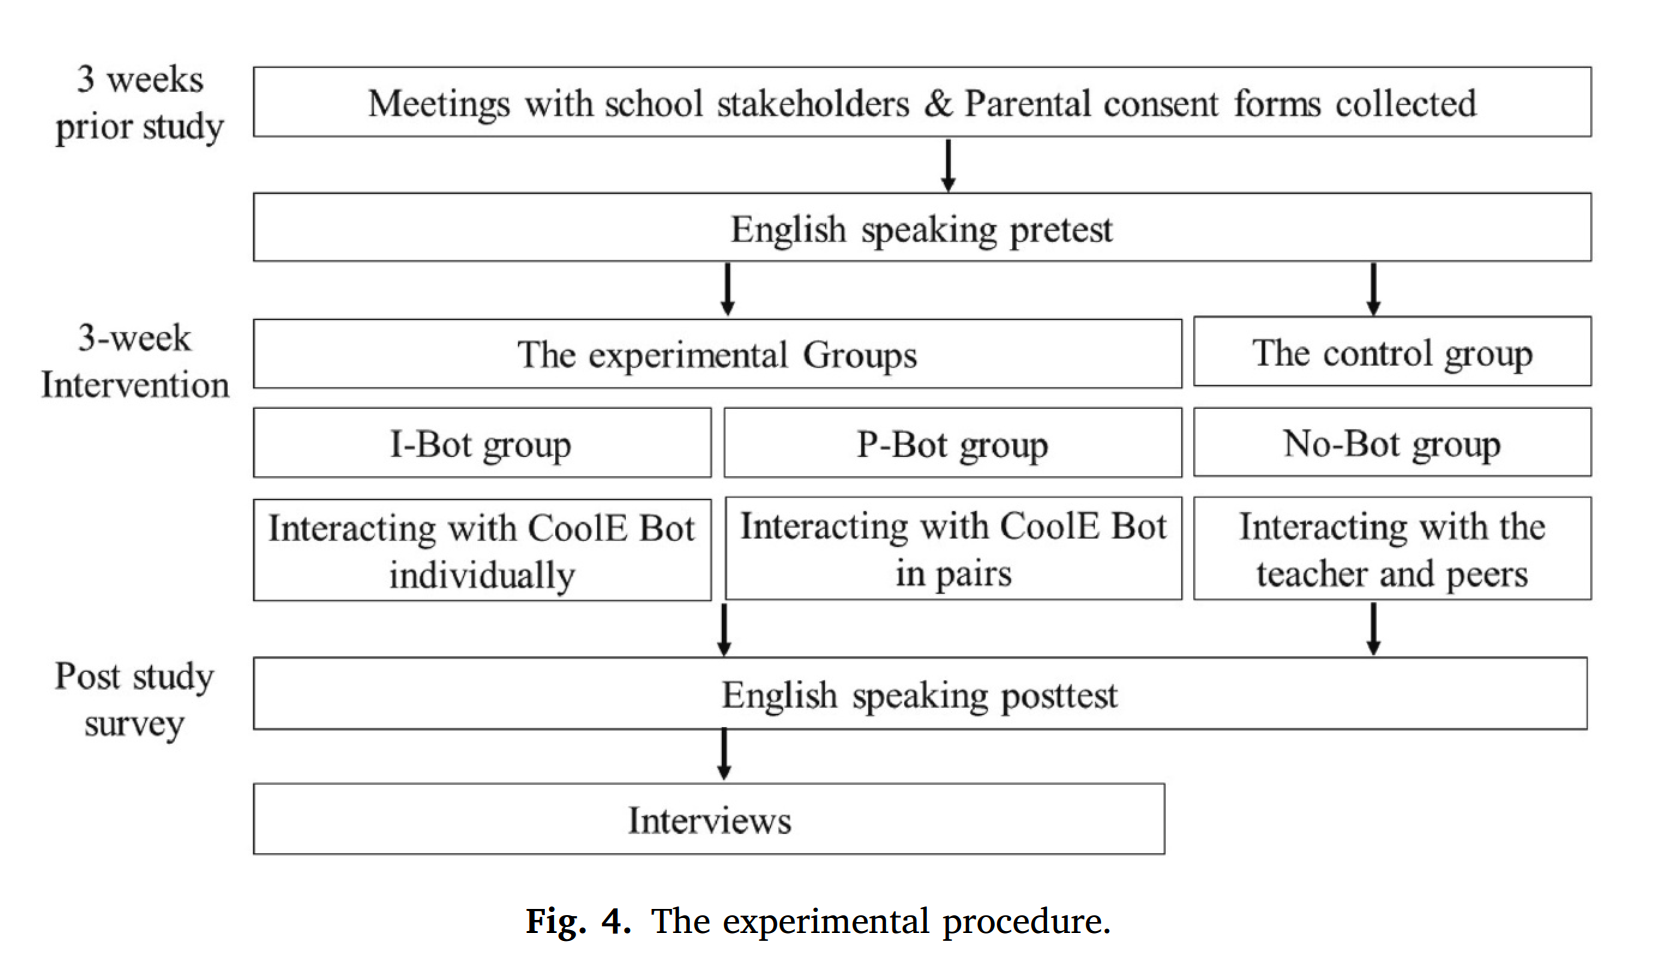 3 weeks
prior study
Meetings with school stakeholders & Parental consent forms collected
English speaking pretest
3-week
Intervention
The experimental Groups
The control group
I-Bot group
P-Bot group
No-Bot group
Interacting with CoolE Bot
individually
Interacting with CoolE Bot
in pairs
Interacting with the
teacher and peers
Post study
survey
English speaking posttest
Interviews
Fig. 4. The experimental procedure.